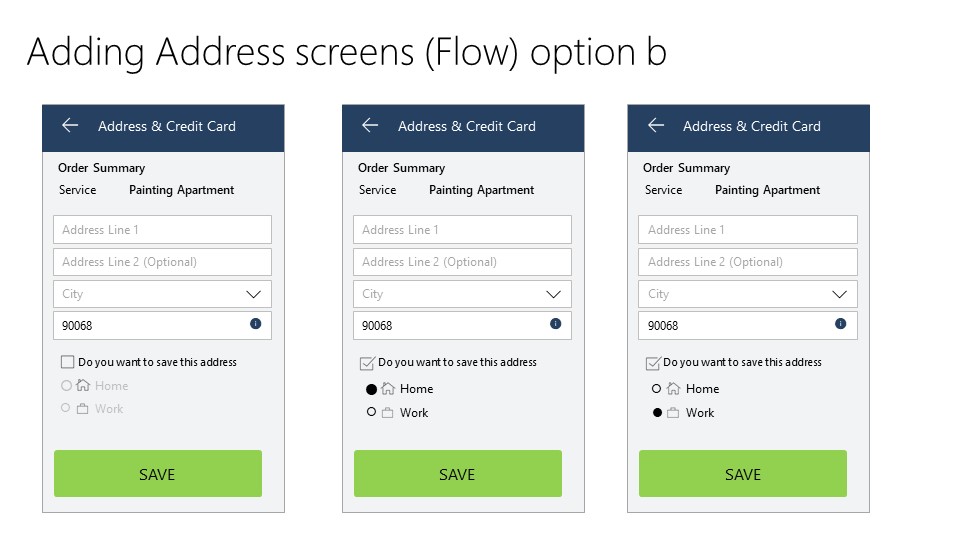 Adding Address screens (Flow) option b
Address & Credit Card
Order Summary
Service Painting Apartment
Address Line 1
Address Line 2 (Optional)
City
90068
i
Do you want to save this address
Home
Work
SAVE
Address & Credit Card
Order Summary
Service Painting Apartment
Address Line 1
Address Line 2 (Optional)
City
90068
i
Do you want to save this address
Home
Work
SAVE
Address & Credit Card
Order Summary
Service Painting Apartment
Address Line 1
Address Line 2 (Optional)
City
90068
i
Do you want to save this address
Home
Work
SAVE